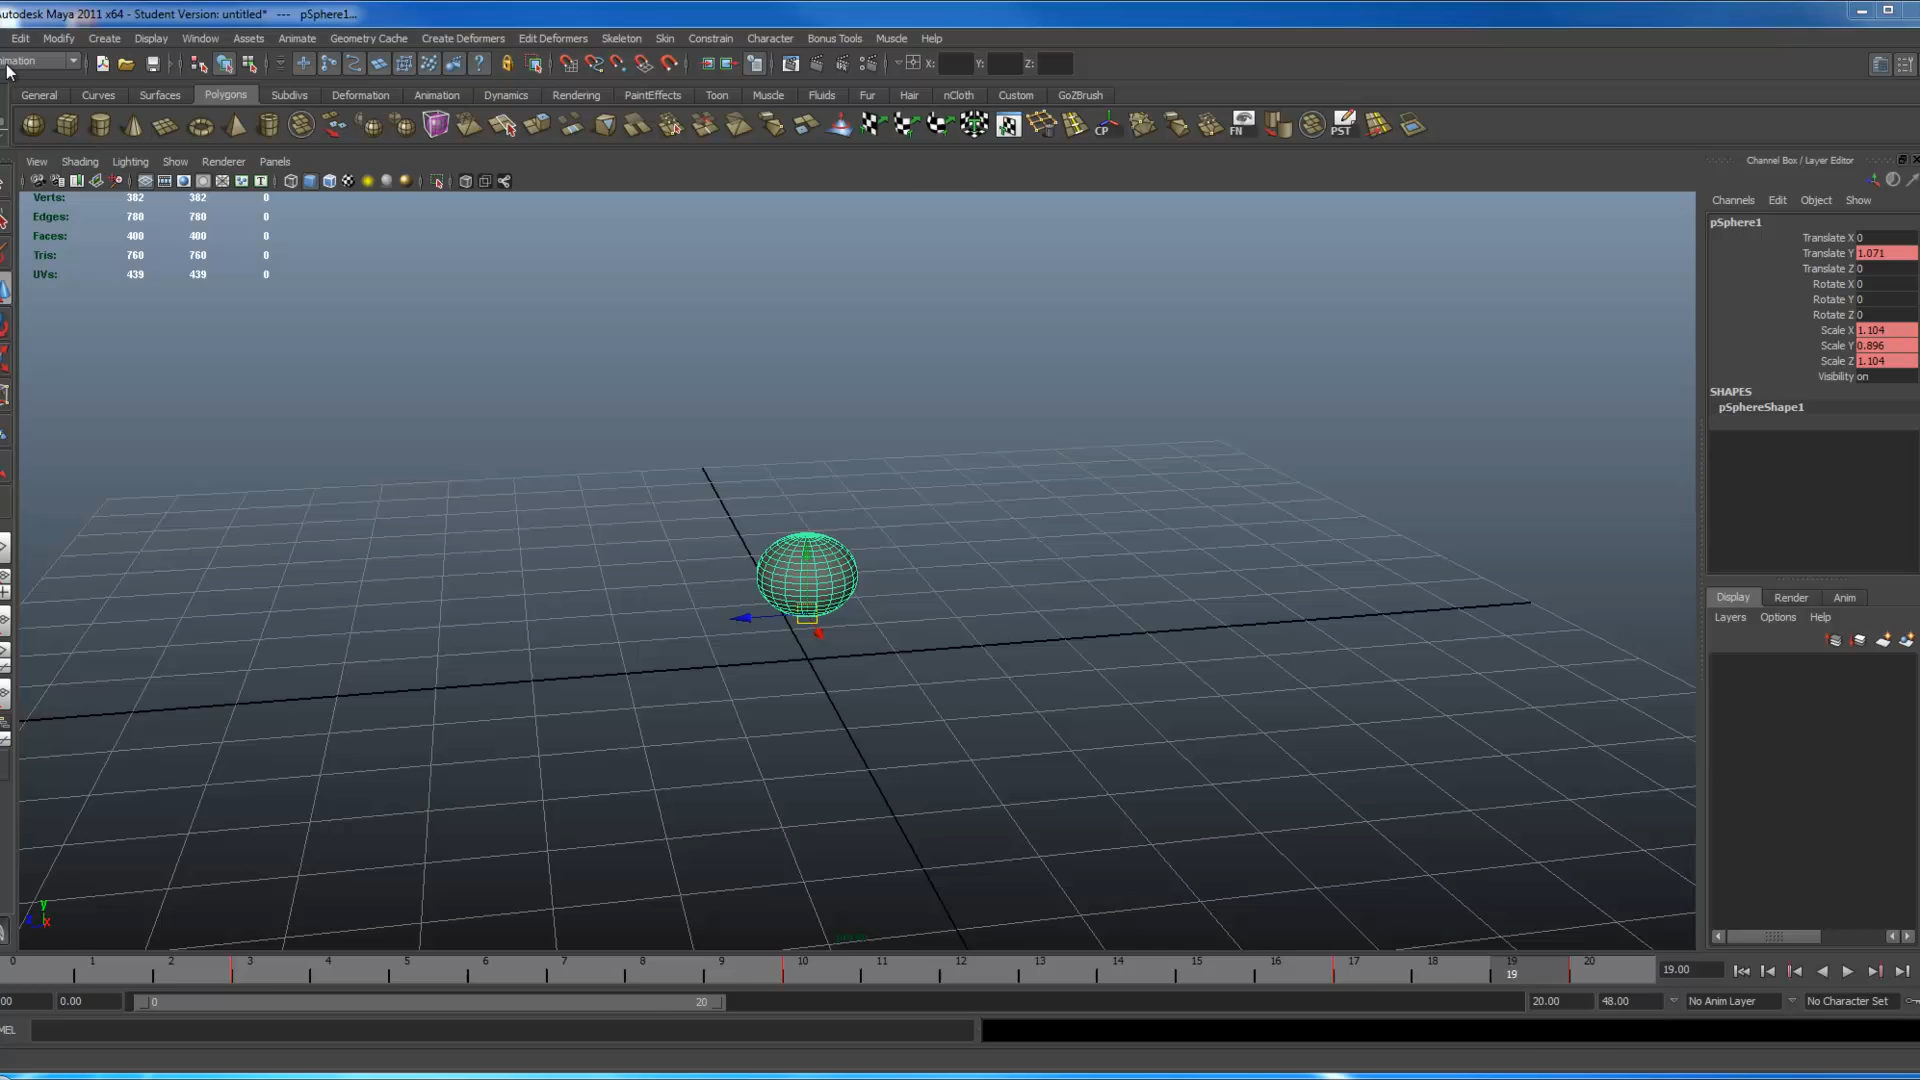 Autodesk Maya 2011 x64 - Student Version: untitled* --- pSphere1...
Edit Modify Create Display Window Assets Animate Geometry Cache Create Deformers Edit Deformers Skeleton Skin Constrain Character Bonus Tools Muscle Help
nimation X: Y: Z:
General Curves Surfaces Polygons Subdivs Deformation Animation Dynamics Rendering PaintEffects Toon Muscle Fluids Fur Hair nCloth Custom GoZBrush
CP FN PST
View Shading Lighting Show Renderer Panels
Channel Box / Layer Editor
Verts: 382 382 0
Edges: 780 780 0
Faces: 400 400 0
Tris: 760 760 0
UVs: 439 439 0
Channels Edit Object Show
pSphere1
Translate X 0
Translate Y 1.071
Translate Z 0
Rotate X 0
Rotate Y 0
Rotate Z 0
Scale X 1.104
Scale Y 0.896
Scale Z 1.104
Visibility on
SHAPES
pSphereShape1
Display Render Anim
Layers Options Help
y
x
0 1 2 3 4 5 6 7 8 9 10 11 12 13 14 15 16 17 18 19 20
19
19.00
00 0.00 0 20 20.00 48.00 No Anim Layer No Character Set
MEL